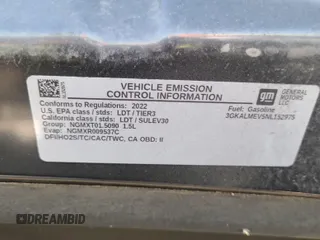 VEHICLE EMISSION
CONTROL INFORMATION
Conforms to Regulations: 2022
U.S. EPA class / stds: LDT / TIER3
California class / stds: LDT / SULEV30
Group: NGMXT01.5090 1.5L
Evap: NGMXR0095
DFI/HO2S/TC/CAC/TWC, CA OBD: II
Fuel: Gasoline
gm
GENERAL
MOTORS
LLC
DREAMBID